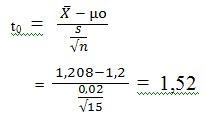 t₀ = (X̄ − μo) / (s / √n)
= (1,208−1,2) / (0,02 / √15) = 1,52